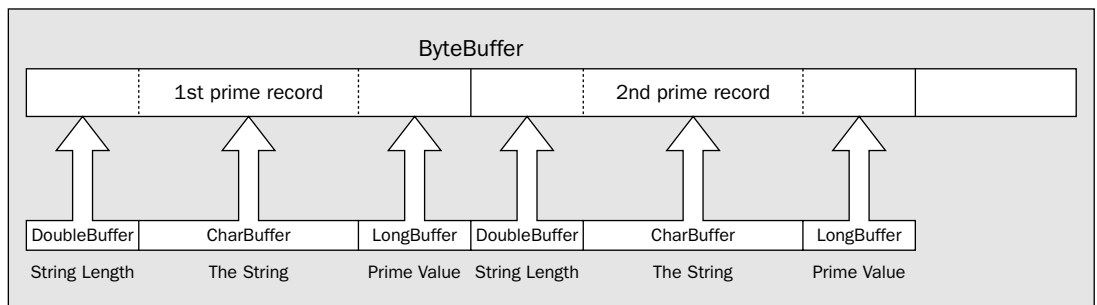 ByteBuffer
1st prime record 2nd prime record
DoubleBuffer CharBuffer LongBuffer DoubleBuffer CharBuffer LongBuffer
String Length The String Prime Value String Length The String Prime Value